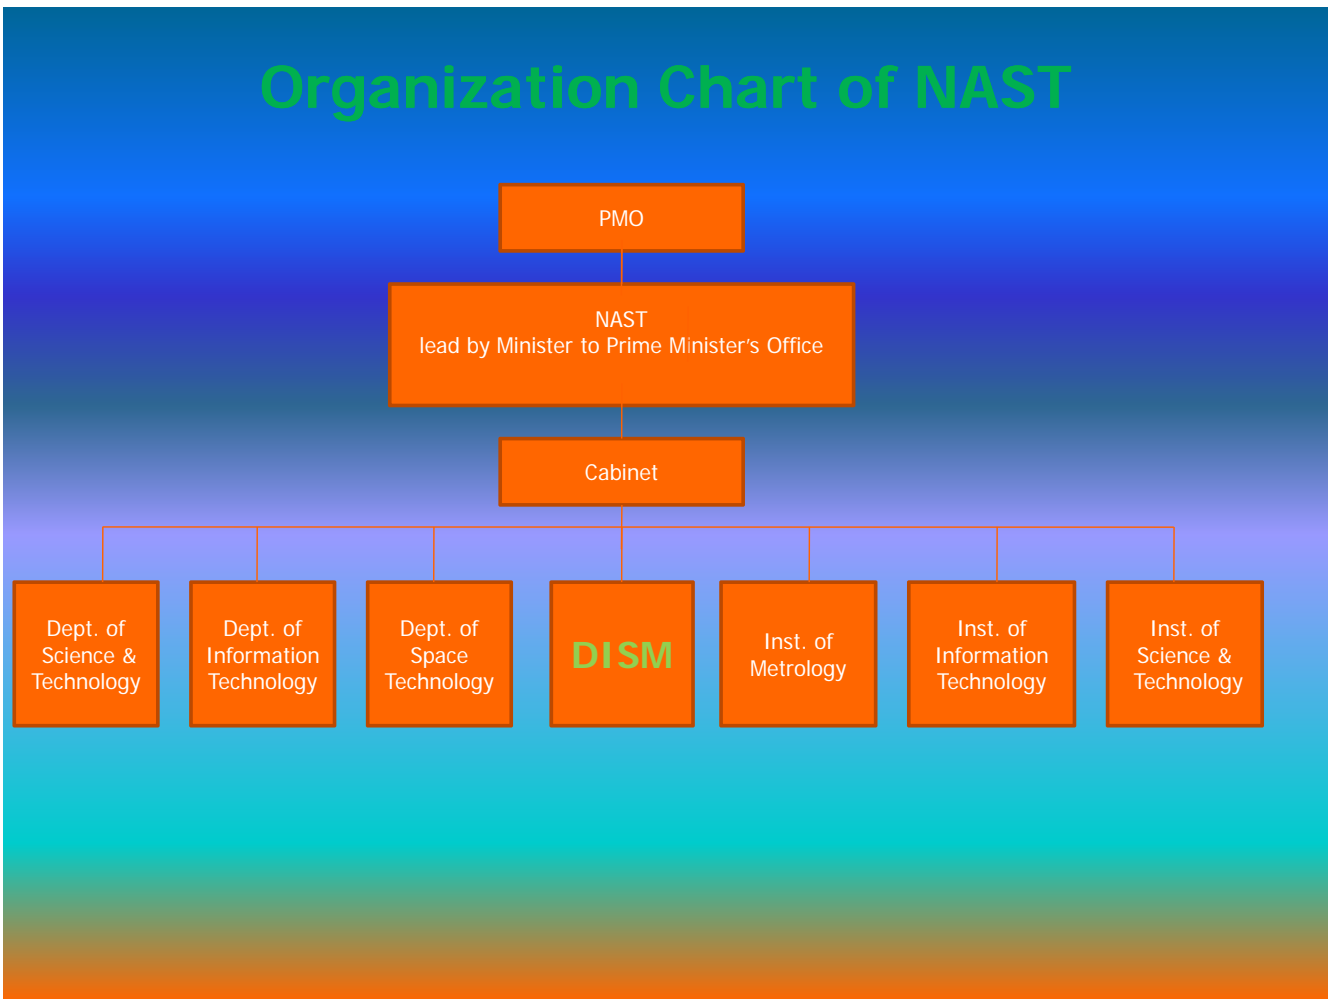 Organization Chart of NAST
PMO
NAST
lead by Minister to Prime Minister's Office
Cabinet
Dept. of
Science &
Technology
Dept. of
Information
Technology
Dept. of
Space
Technology
DISM
Inst. of
Metrology
Inst. of
Information
Technology
Inst. of
Science &
Technology